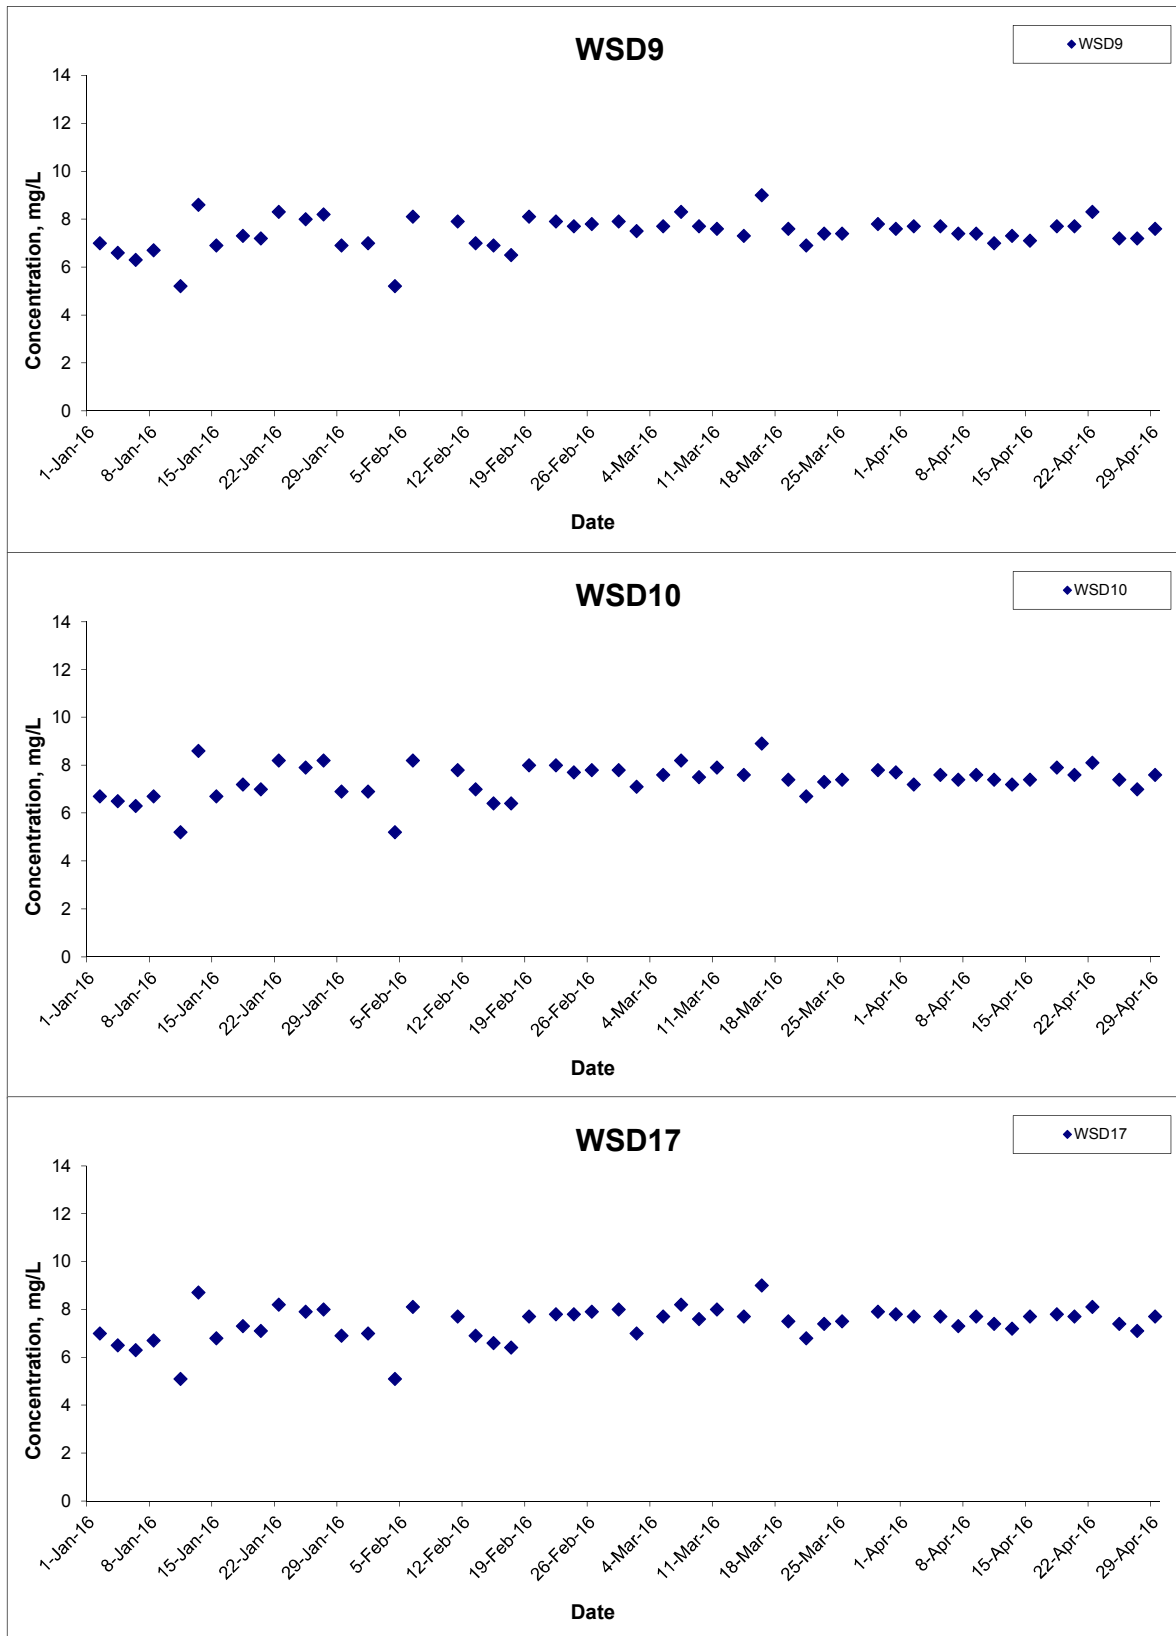 WSD9
WSD9
14
12
10
8
6
4
2
0
Concentration, mg/L
1-Jan-16
8-Jan-16
15-Jan-16
22-Jan-16
29-Jan-16
5-Feb-16
12-Feb-16
19-Feb-16
26-Feb-16
4-Mar-16
11-Mar-16
18-Mar-16
25-Mar-16
1-Apr-16
8-Apr-16
15-Apr-16
22-Apr-16
29-Apr-16
Date
WSD10
WSD10
14
12
10
8
6
4
2
0
Concentration, mg/L
1-Jan-16
8-Jan-16
15-Jan-16
22-Jan-16
29-Jan-16
5-Feb-16
12-Feb-16
19-Feb-16
26-Feb-16
4-Mar-16
11-Mar-16
18-Mar-16
25-Mar-16
1-Apr-16
8-Apr-16
15-Apr-16
22-Apr-16
29-Apr-16
Date
WSD17
WSD17
14
12
10
8
6
4
2
0
Concentration, mg/L
1-Jan-16
8-Jan-16
15-Jan-16
22-Jan-16
29-Jan-16
5-Feb-16
12-Feb-16
19-Feb-16
26-Feb-16
4-Mar-16
11-Mar-16
18-Mar-16
25-Mar-16
1-Apr-16
8-Apr-16
15-Apr-16
22-Apr-16
29-Apr-16
Date